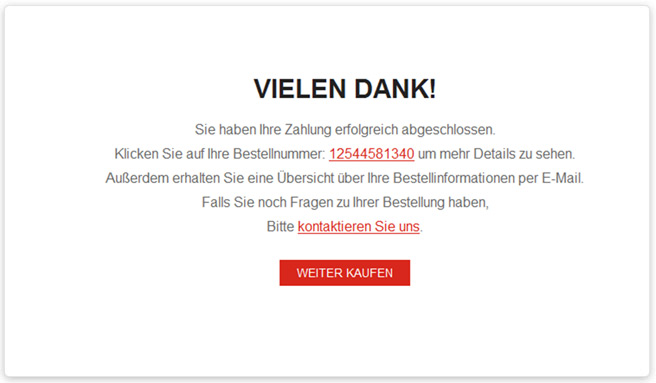 VIELEN DANK!
Sie haben Ihre Zahlung erfolgreich abgeschlossen.
Klicken Sie auf Ihre Bestellnummer: 12544581340 um mehr Details zu sehen.
Außerdem erhalten Sie eine Übersicht über Ihre Bestellinformationen per E-Mail.
Falls Sie noch Fragen zu Ihrer Bestellung haben,
Bitte kontaktieren Sie uns.
WEITER KAUFEN